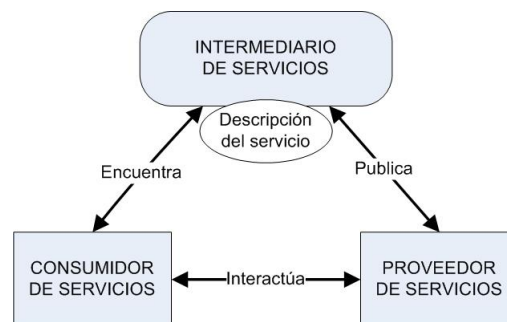 INTERMEDIARIO
DE SERVICIOS
Descripción
del servicio
Encuentra
Publica
CONSUMIDOR
DE SERVICIOS
Interactúa
PROVEEDOR
DE SERVICIOS